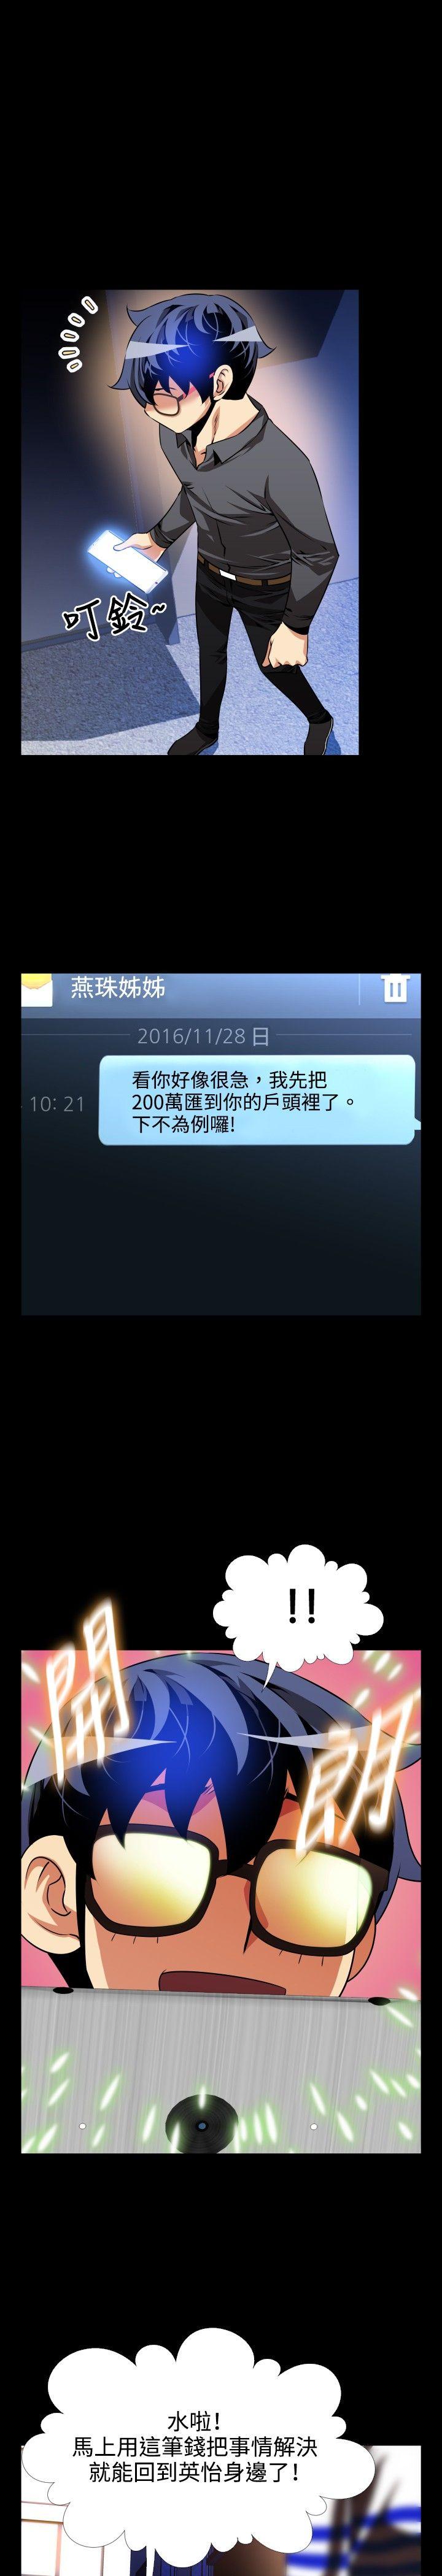 叮鈴~
燕珠姊姊
2016/11/28 日
看你好像很急，我先把
200萬匯到你的戶頭裡了。
下不為例囉!
10: 21
!!
閃
閃
水啦!
馬上用這筆錢把事情解決
就能回到英怡身邊了!